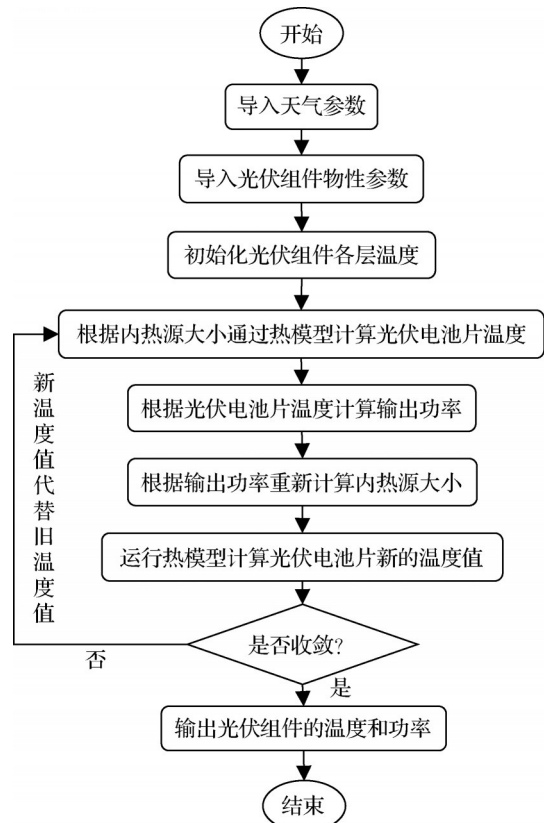 开始
导入天气参数
导入光伏组件物性参数
初始化光伏组件各层温度
根据内热源大小通过热模型计算光伏电池片温度
新温度值代替旧温度值
根据光伏电池片温度计算输出功率
根据输出功率重新计算内热源大小
运行热模型计算光伏电池片新的温度值
是否收敛?
否
是
输出光伏组件的温度和功率
结束